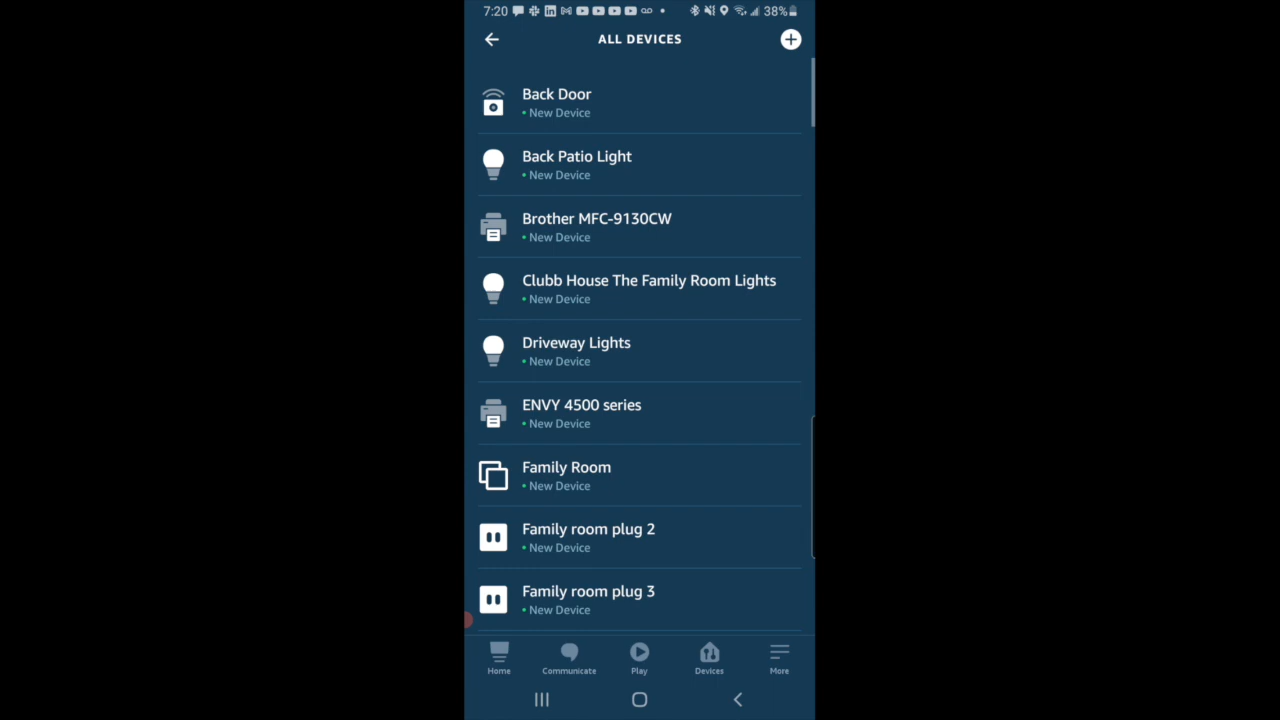 7:20 38%
ALL DEVICES
Back Door
• New Device
Back Patio Light
• New Device
Brother MFC-9130CW
• New Device
Clubb House The Family Room Lights
• New Device
Driveway Lights
• New Device
ENVY 4500 series
• New Device
Family Room
• New Device
Family room plug 2
• New Device
Family room plug 3
• New Device
Home Communicate Play Devices More